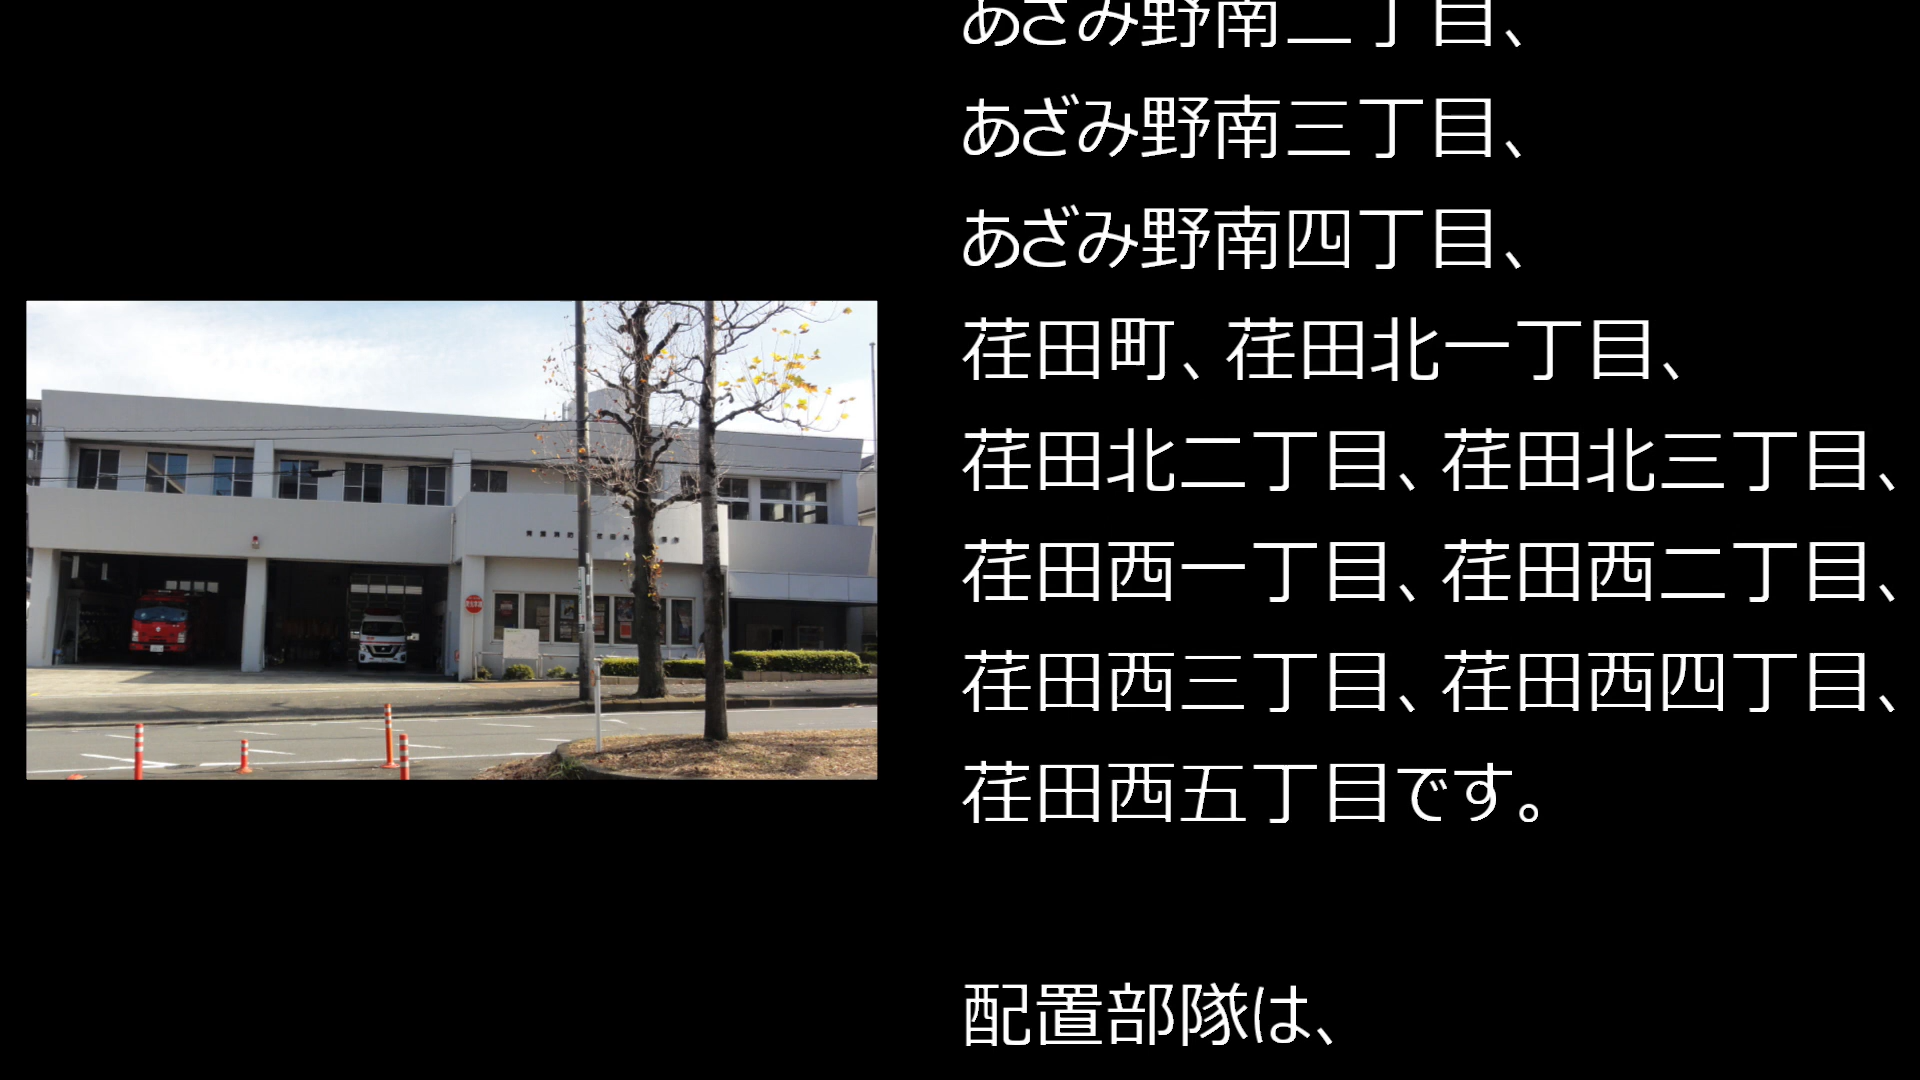 あざみ野南二丁目、
あざみ野南三丁目、
あざみ野南四丁目、
荏田町、荏田北一丁目、
荏田北二丁目、荏田北三丁目、
荏田西一丁目、荏田西二丁目、
荏田西三丁目、荏田西四丁目、
荏田西五丁目です。
配置部隊は、